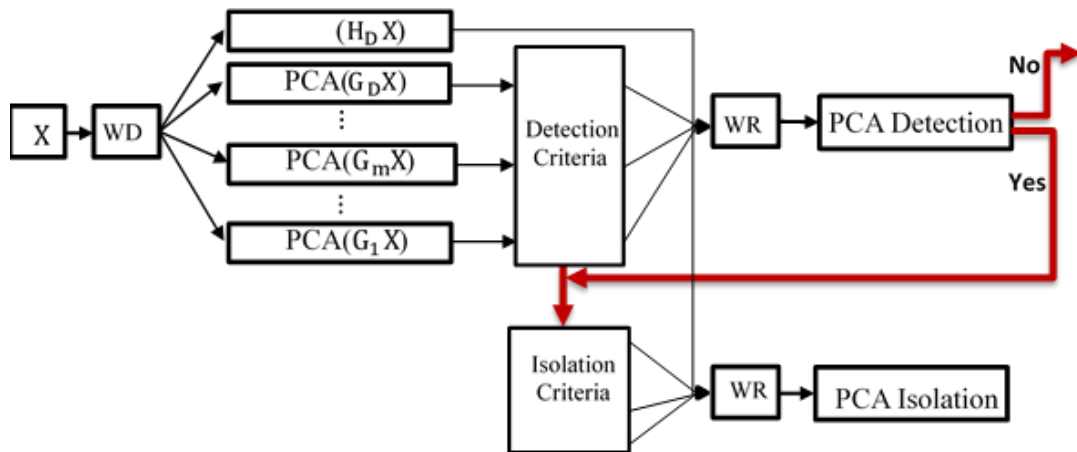 X
WD
(H_D X)
PCA(G_D X)
⋮
PCA(G_m X)
⋮
PCA(G_1 X)
Detection
Criteria
WR
PCA Detection
No
Yes
Isolation
Criteria
WR
PCA Isolation